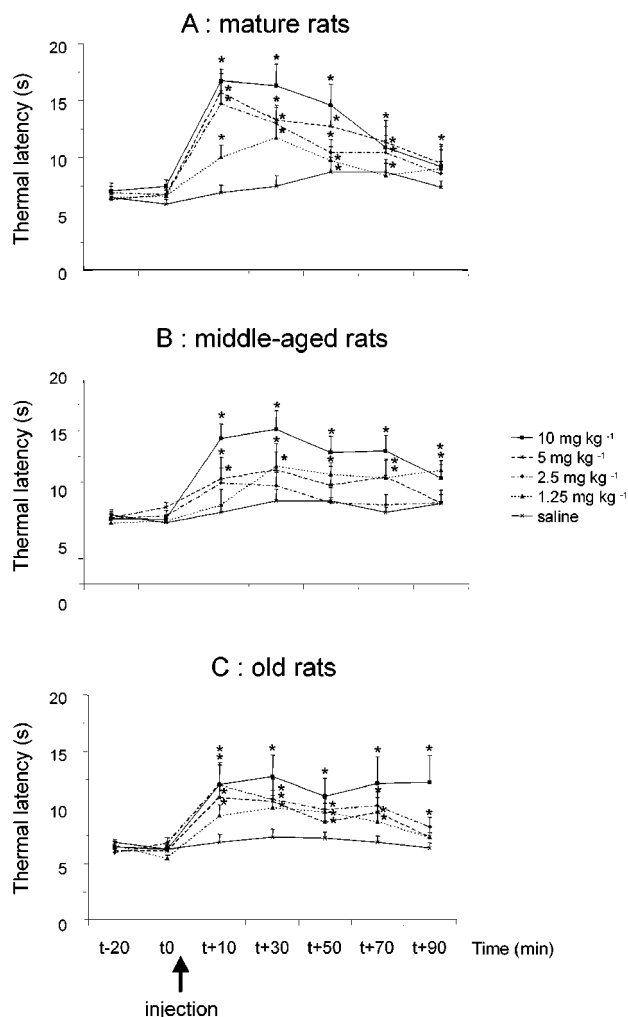 A : mature rats
Thermal latency (s)
20
15
10
5
0
B : middle-aged rats
Thermal latency (s)
20
15
10
5
0
10 mg kg -1
5 mg kg -1
2.5 mg kg -1
1.25 mg kg -1
saline
C : old rats
Thermal latency (s)
20
15
10
5
0
t-20 t0 t+10 t+30 t+50 t+70 t+90 Time (min)
injection